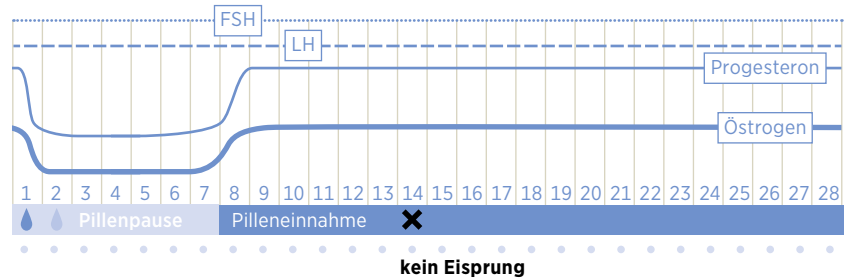 FSH
LH
Progesteron
Östrogen
1 2 3 4 5 6 7 8 9 10 11 12 13 14 15 16 17 18 19 20 21 22 23 24 25 26 27 28
Pillenpause Pilleneinnahme
kein Eisprung